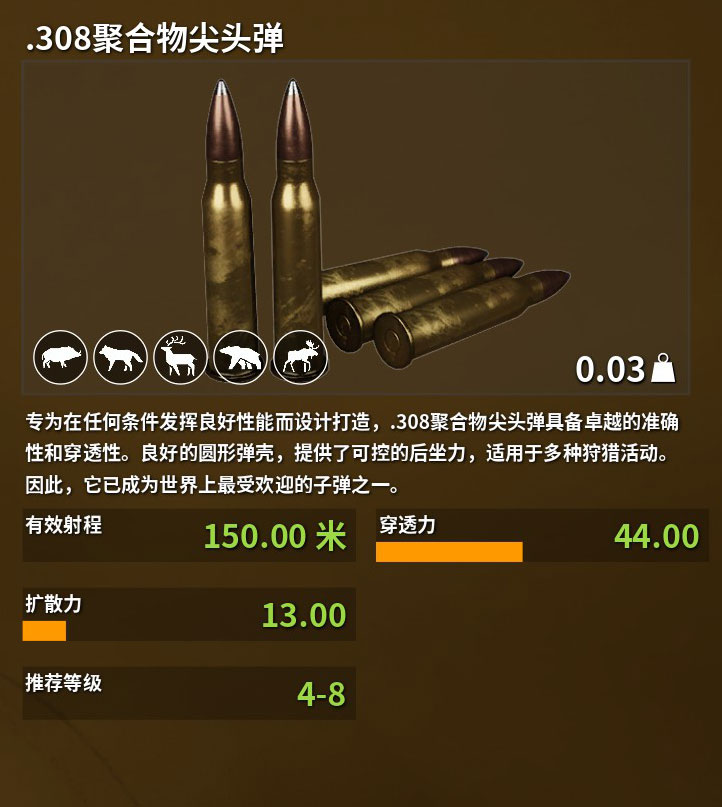 .308聚合物尖头弹
0.03
专为在任何条件发挥良好性能而设计打造，.308聚合物尖头弹具备卓越的准确
性和穿透性。良好的圆形弹壳，提供了可控的后坐力，适用于多种狩猎活动。
因此，它已成为世界上最受欢迎的子弹之一。
有效射程 150.00 米
穿透力 44.00
扩散力 13.00
推荐等级 4-8